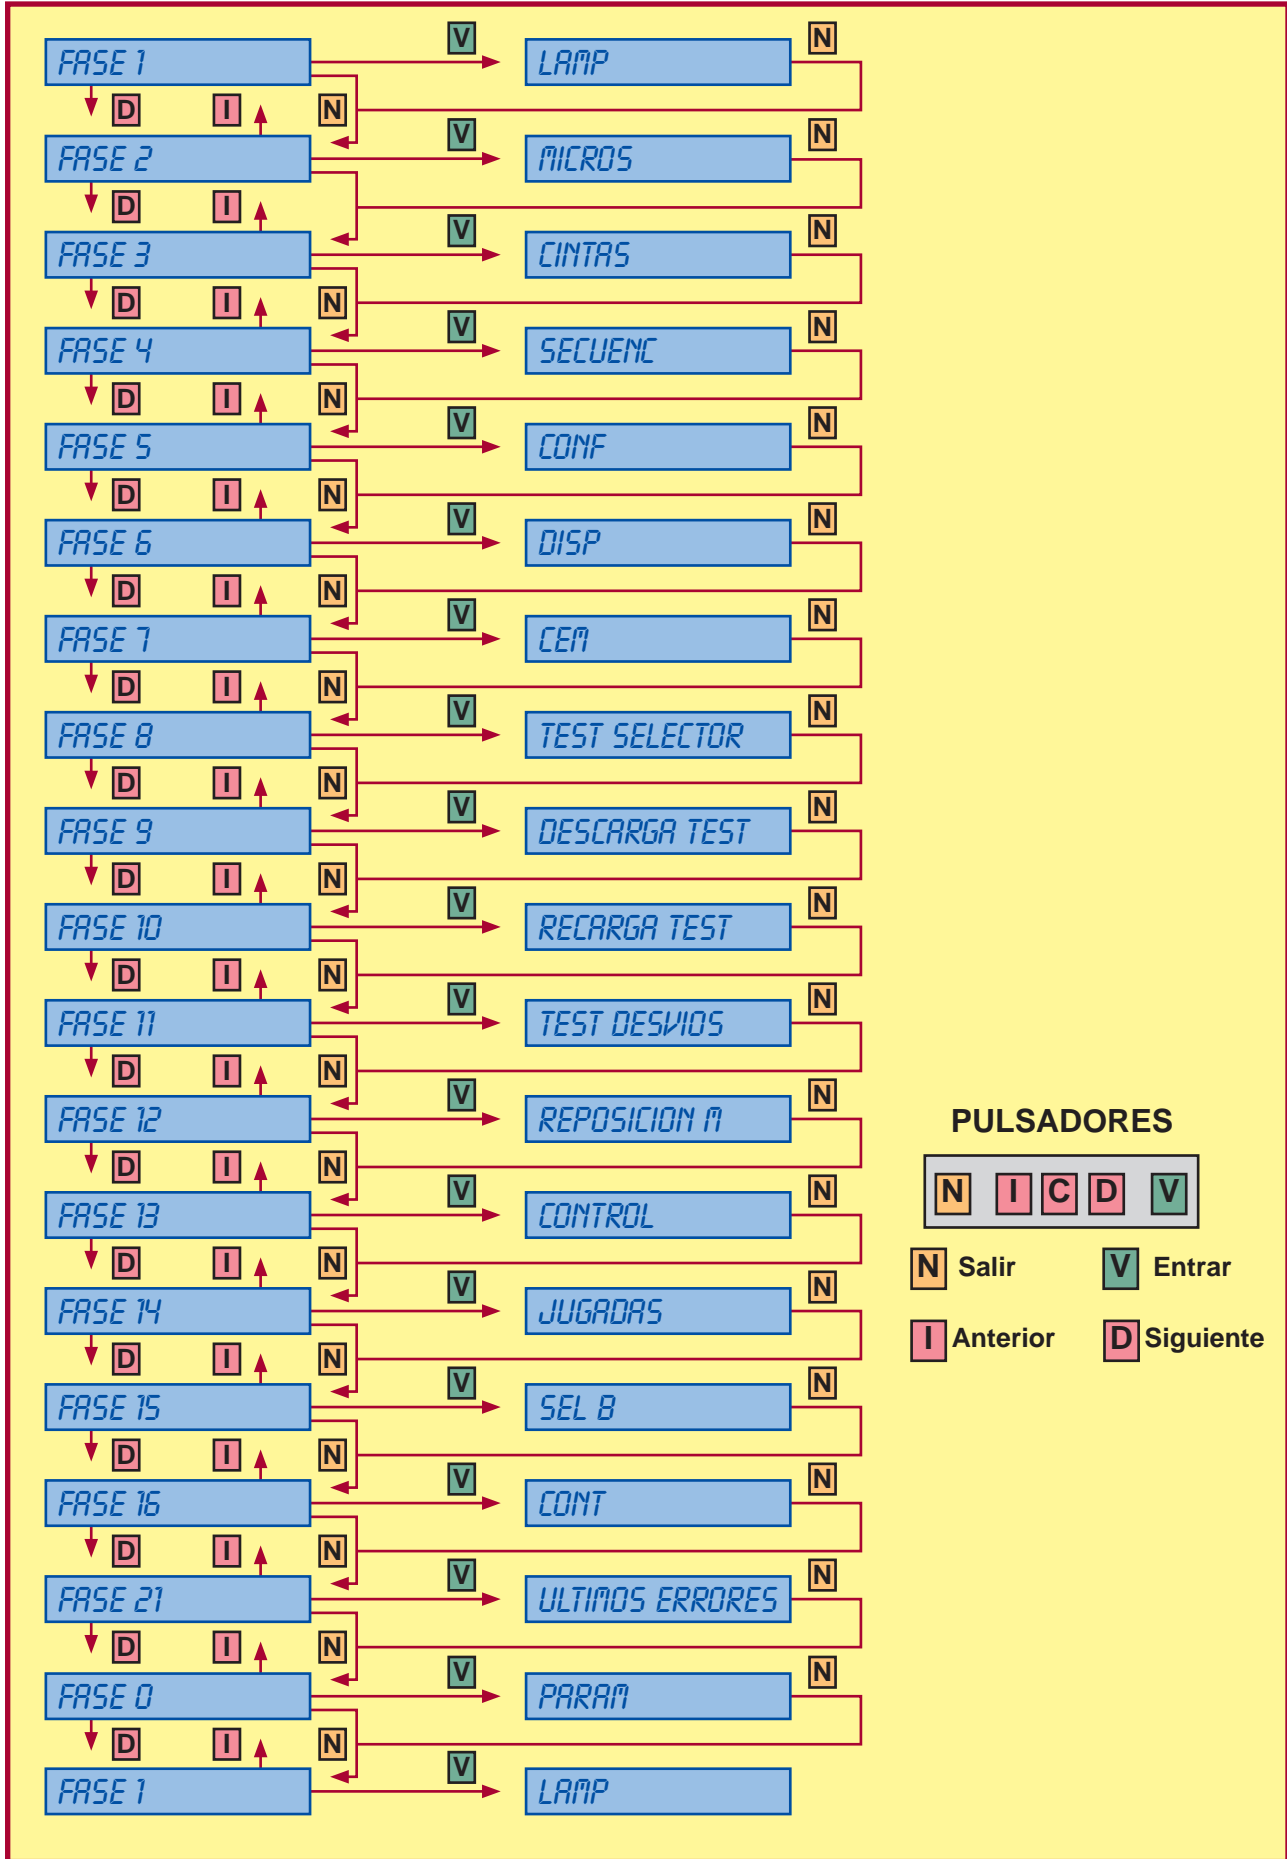 V N
FASE 1 LAMP
D I N V N
FASE 2 MICROS
D I V N
FASE 3 CINTAS
D I N V N
FASE 4 SECUENC
D I N V N
FASE 5 CONF
D I N V N
FASE 6 DISP
D I N V N
FASE 7 CEM
D I N V N
FASE 8 TEST SELECTOR
D I N V N
FASE 9 DESCARGA TEST
D I N V N
FASE 10 RECARGA TEST
D I N V N
FASE 11 TEST DESVIOS
D I N V N
FASE 12 REPOSICION M
D I N V N
FASE 13 CONTROL
D I N V N
FASE 14 JUGADAS
D I N V N
FASE 15 SEL B
D I N V N
FASE 16 CONT
D I N V N
FASE 21 ULTIMOS ERRORES
D I N V N
FASE 0 PARAM
D I N V
FASE 1 LAMP
PULSADORES
N I C D V
N Salir V Entrar
I Anterior D Siguiente